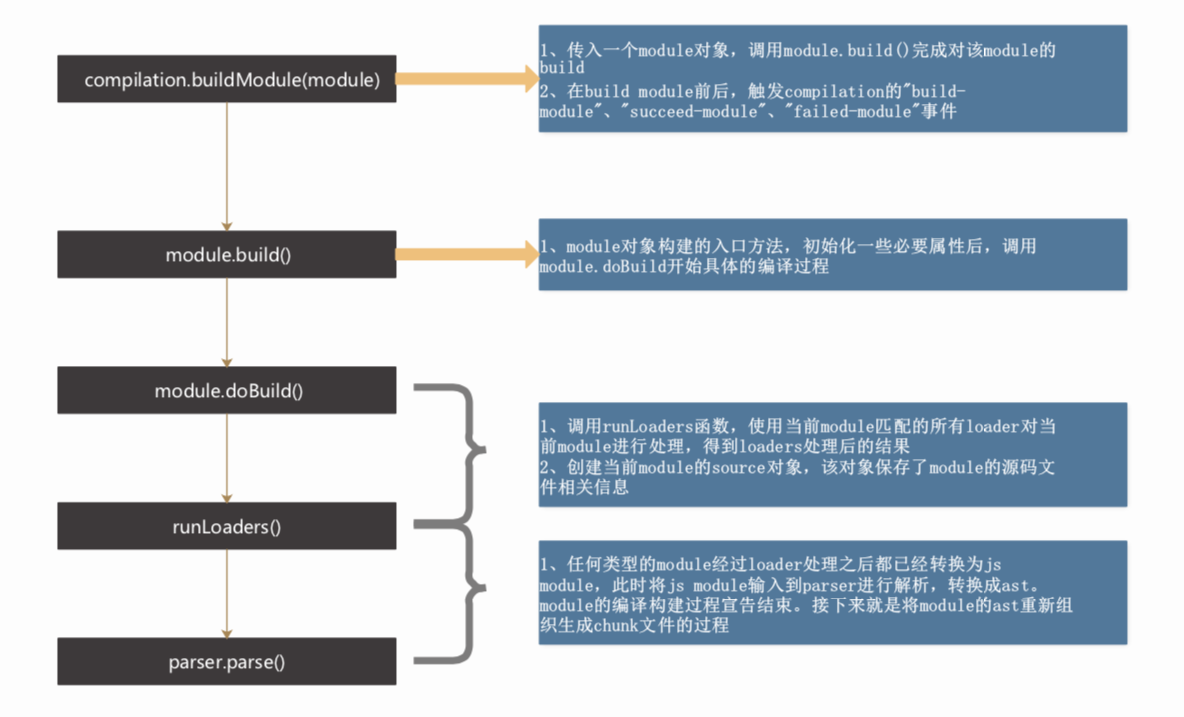 compilation.buildModule(module)
1、传入一个module对象，调用module.build()完成对该module的
build
2、在build module前后，触发compilation的"build-
module"、"succeed-module"、"failed-module"事件
module.build()
1、module对象构建的入口方法，初始化一些必要属性后，调用
module.doBuild开始具体的编译过程
module.doBuild()
1、调用runLoaders函数，使用当前module匹配的所有loader对当
前module进行处理，得到loaders处理后的结果
2、创建当前module的source对象，该对象保存了module的源码文
件相关信息
runLoaders()
1、任何类型的module经过loader处理之后都已经转换为js
module，此时将js module输入到parser进行解析，转换成ast。
module的编译构建过程宣告结束。接下来就是将module的ast重新组
织生成chunk文件的过程
parser.parse()